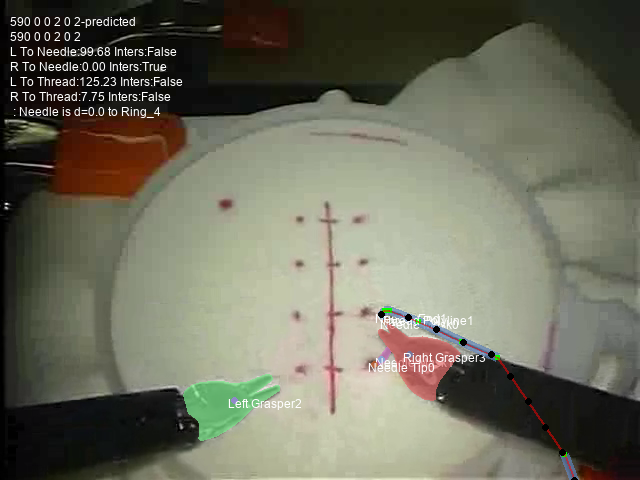 590 0 0 2 0 2-predicted
590 0 0 2 0 2
L To Needle:99.68 Inters:False
R To Needle:0.00 Inters:True
L To Thread:125.23 Inters:False
R To Thread:7.75 Inters:False
: Needle is d=0.0 to Ring_4
Right Grasper3
Needle Tip0
Left Grasper2